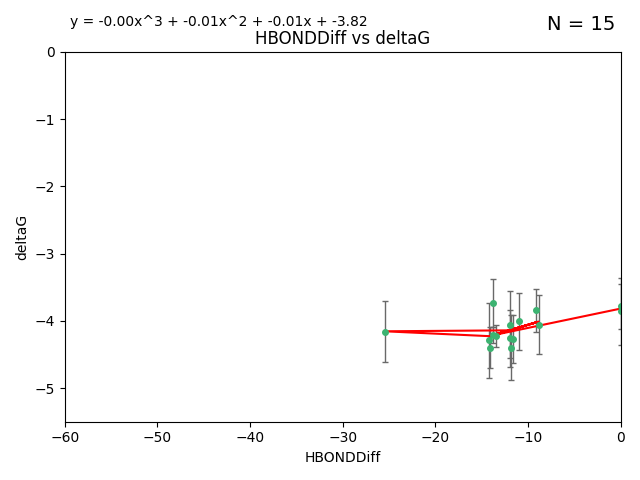 y = -0.00x^3 + -0.01x^2 + -0.01x + -3.82
N = 15
HBONDDiff vs deltaG
0
−1
−2
−3
−4
−5
deltaG
−60 −50 −40 −30 −20 −10 0
HBONDDiff